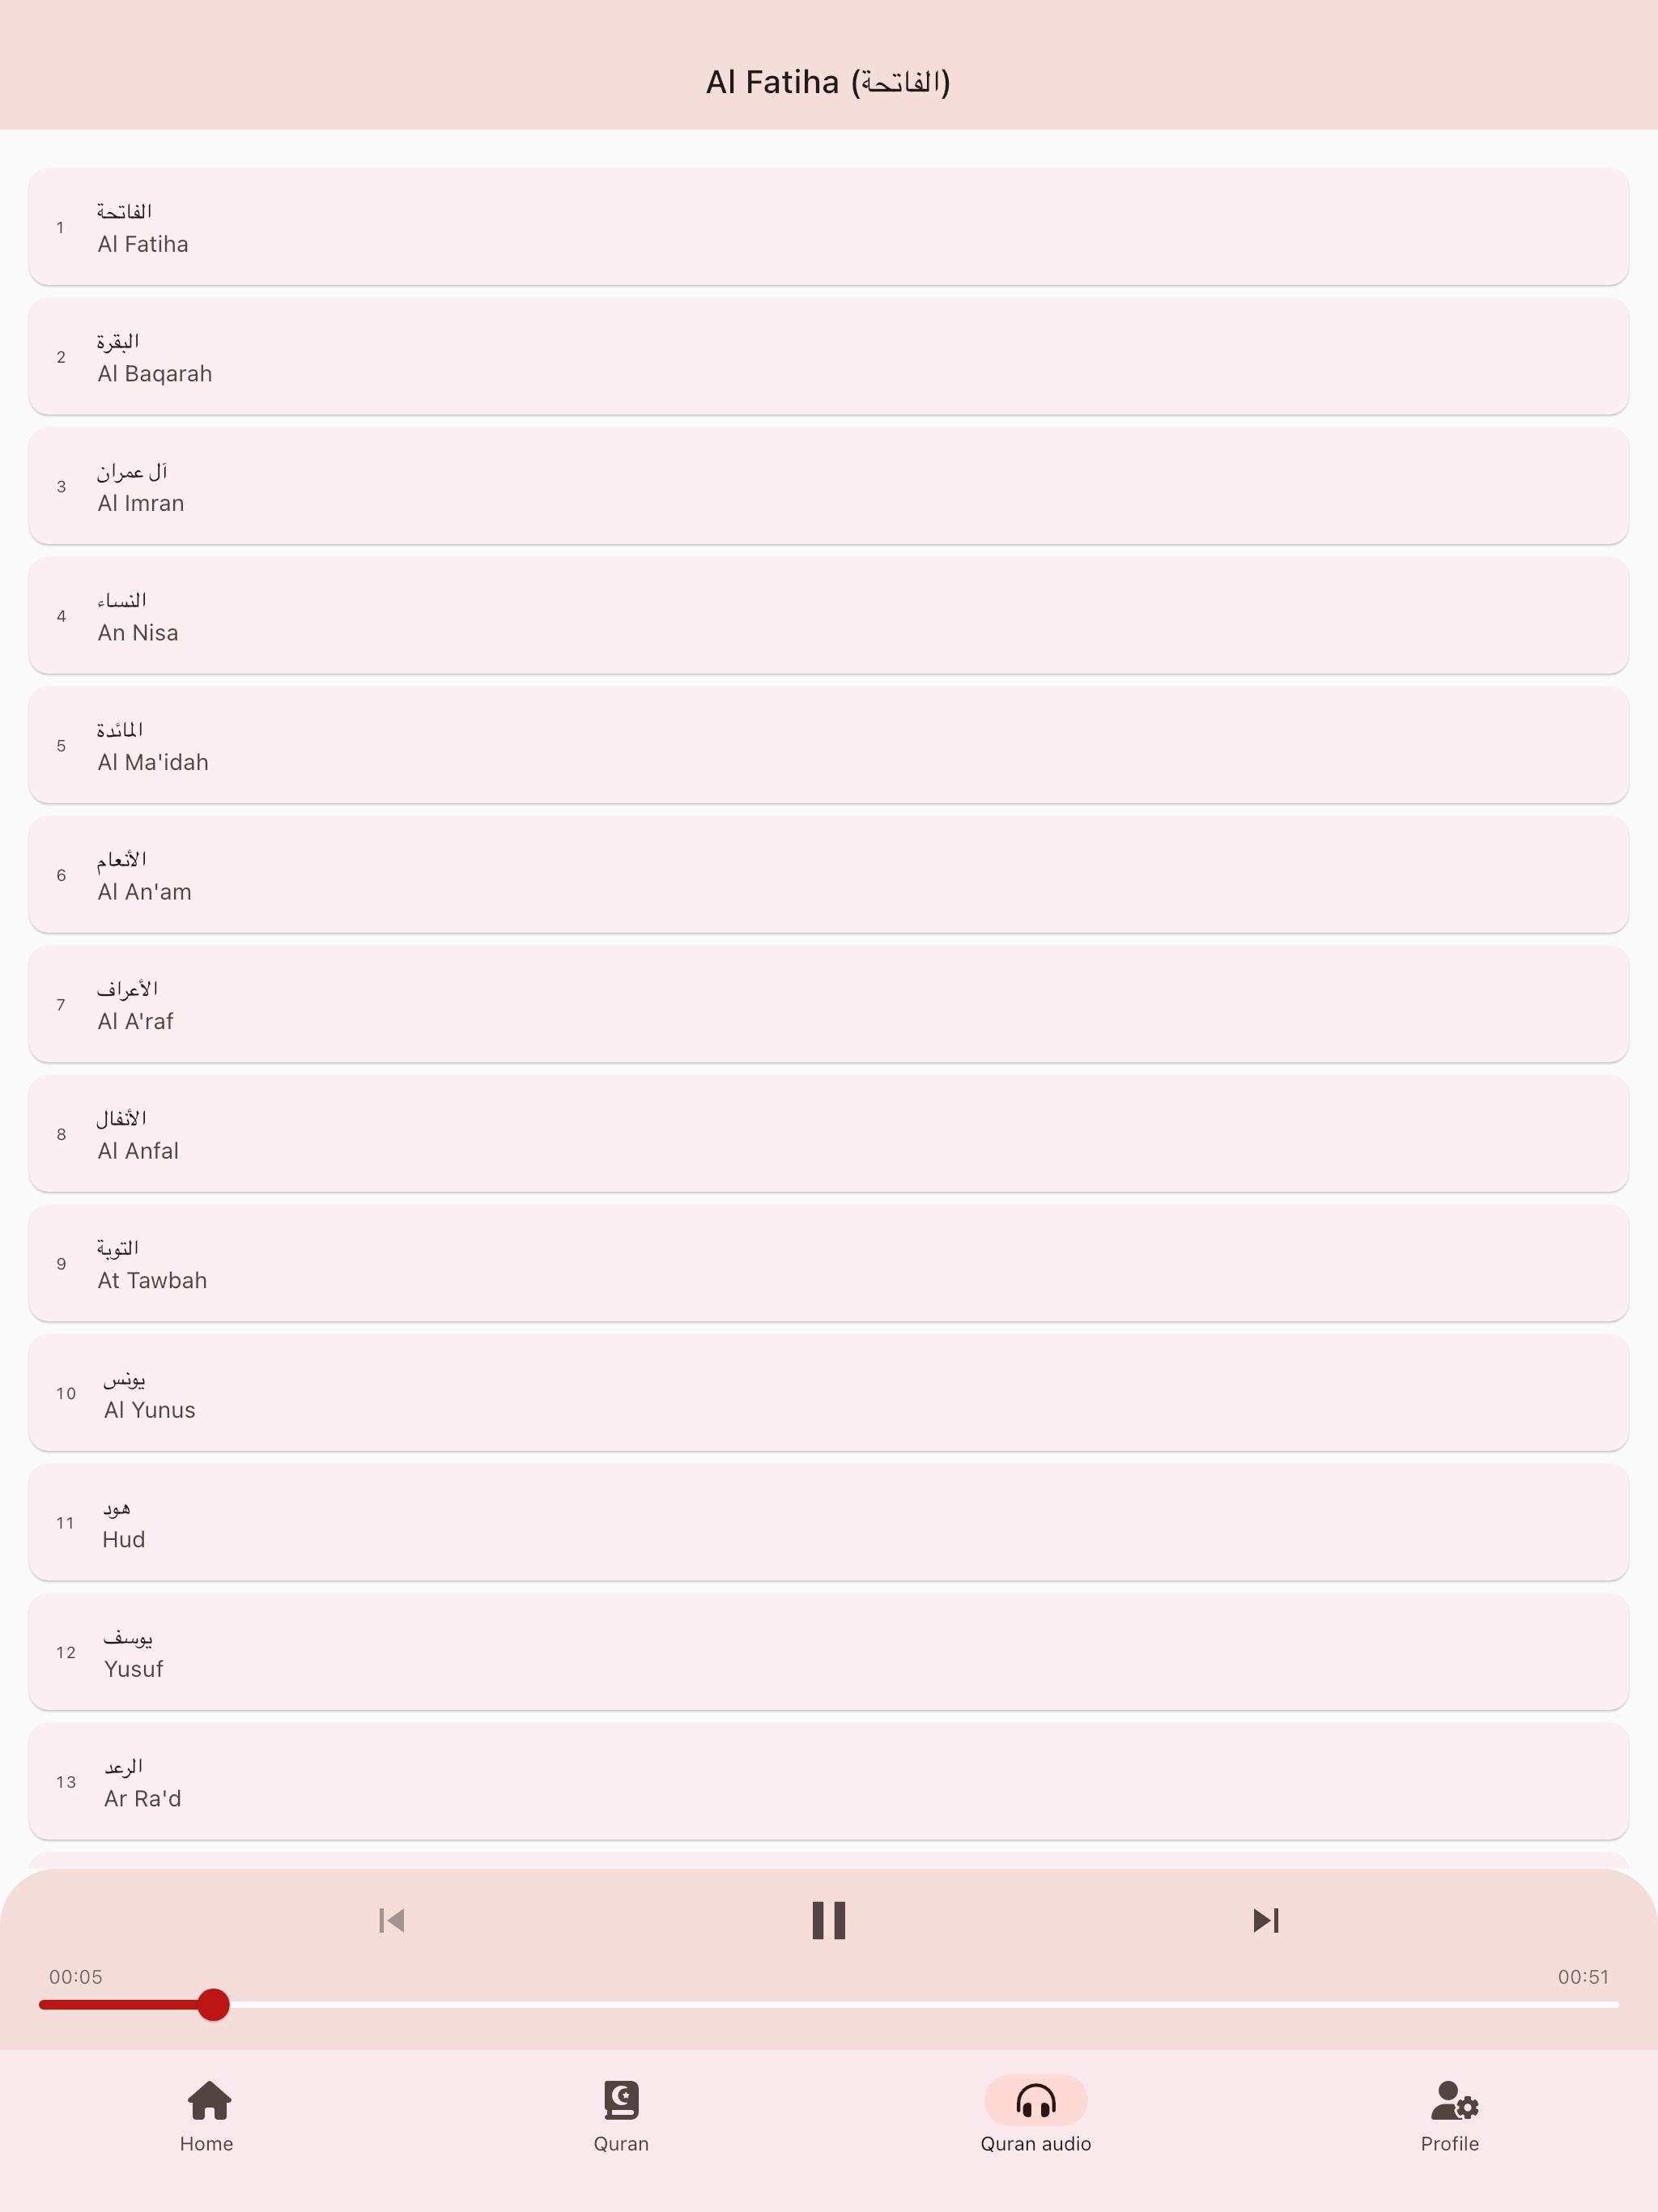 Al Fatiha (الفاتحة)
1
الفاتحة
Al Fatiha
2
البقرة
Al Baqarah
3
آل عمران
Al Imran
4
النساء
An Nisa
5
المائدة
Al Ma'idah
6
الأنعام
Al An'am
7
الأعراف
Al A'raf
8
الأنفال
Al Anfal
9
التوبة
At Tawbah
10
يونس
Al Yunus
11
هود
Hud
12
يوسف
Yusuf
13
الرعد
Ar Ra'd
00:05 00:51
Home Quran Quran audio Profile